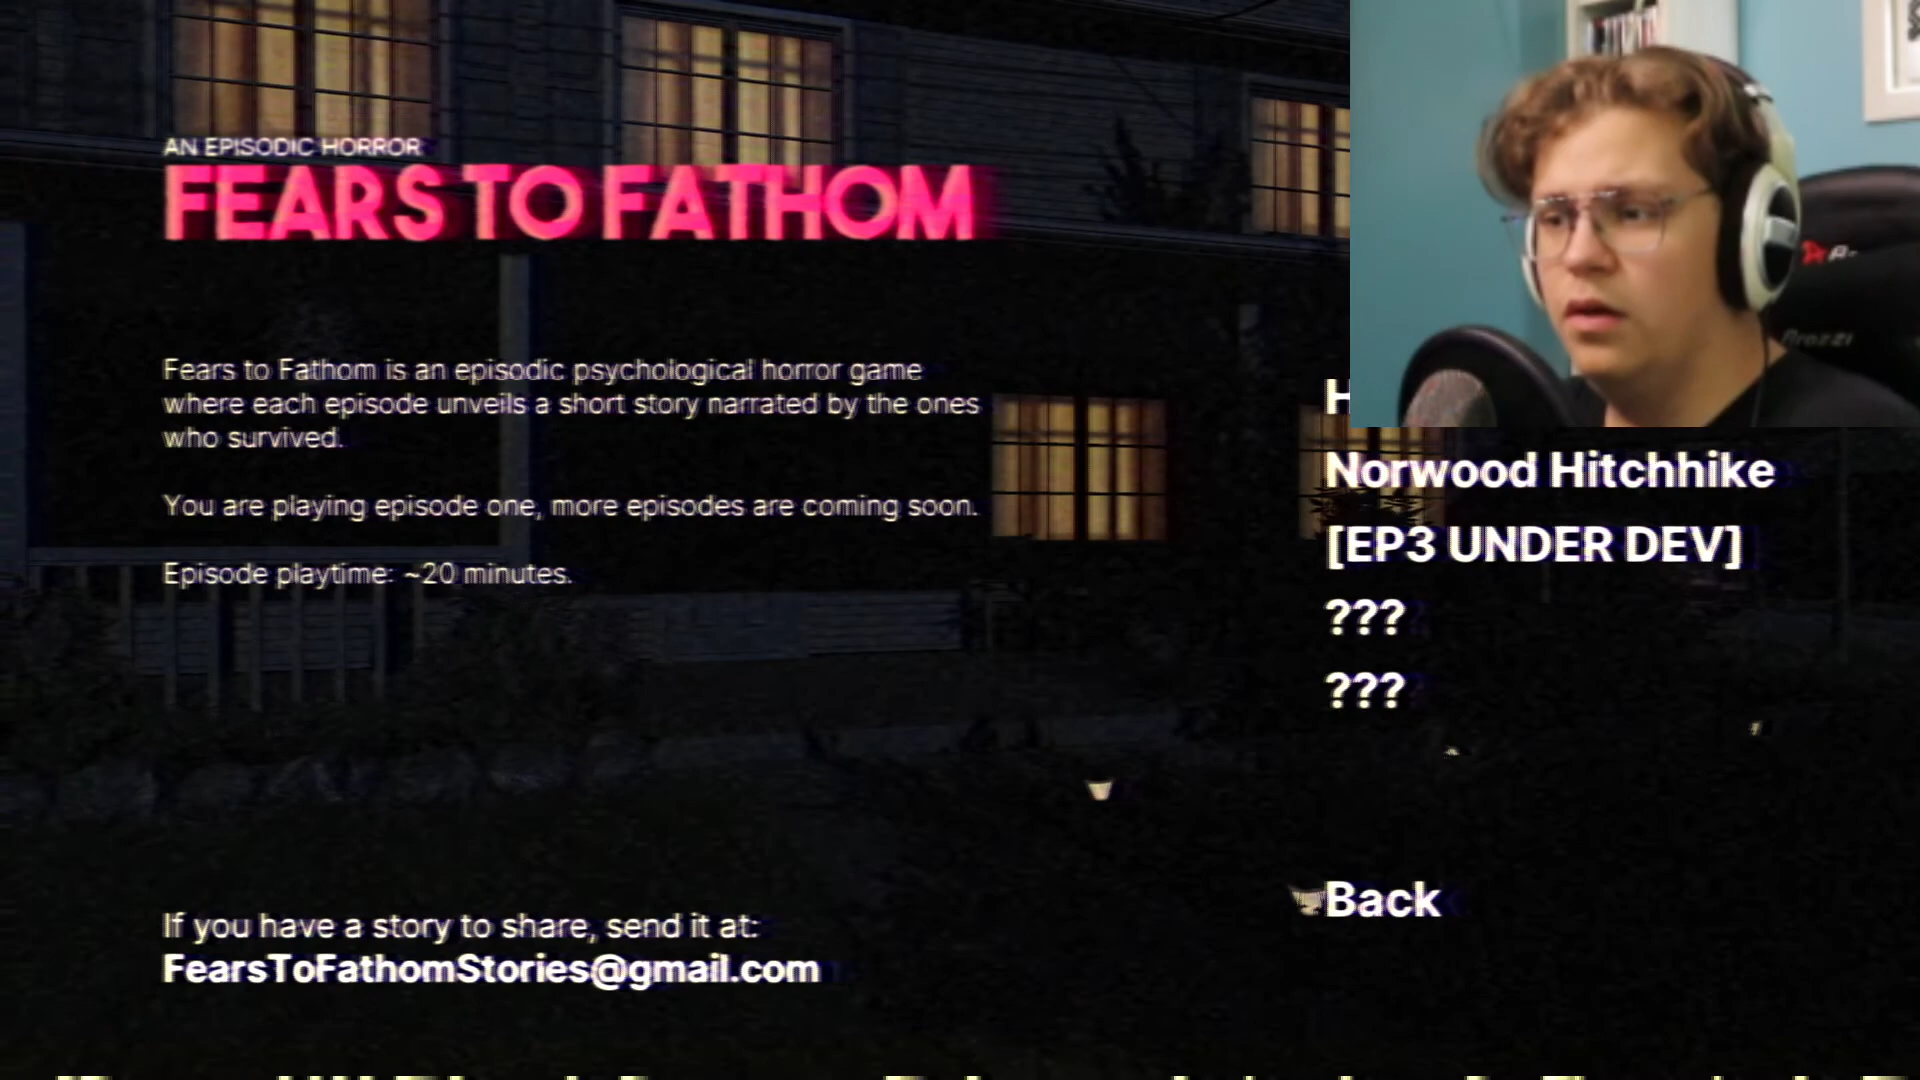 AN EPISODIC HORROR
FEARS TO FATHOM
Fears to Fathom is an episodic psychological horror game
where each episode unveils a short story narrated by the ones
who survived.
You are playing episode one, more episodes are coming soon.
Episode playtime: ~20 minutes.
If you have a story to share, send it at:
FearsToFathomStories@gmail.com
Norwood Hitchhike
[EP3 UNDER DEV]
???
???
Back
Arozzi